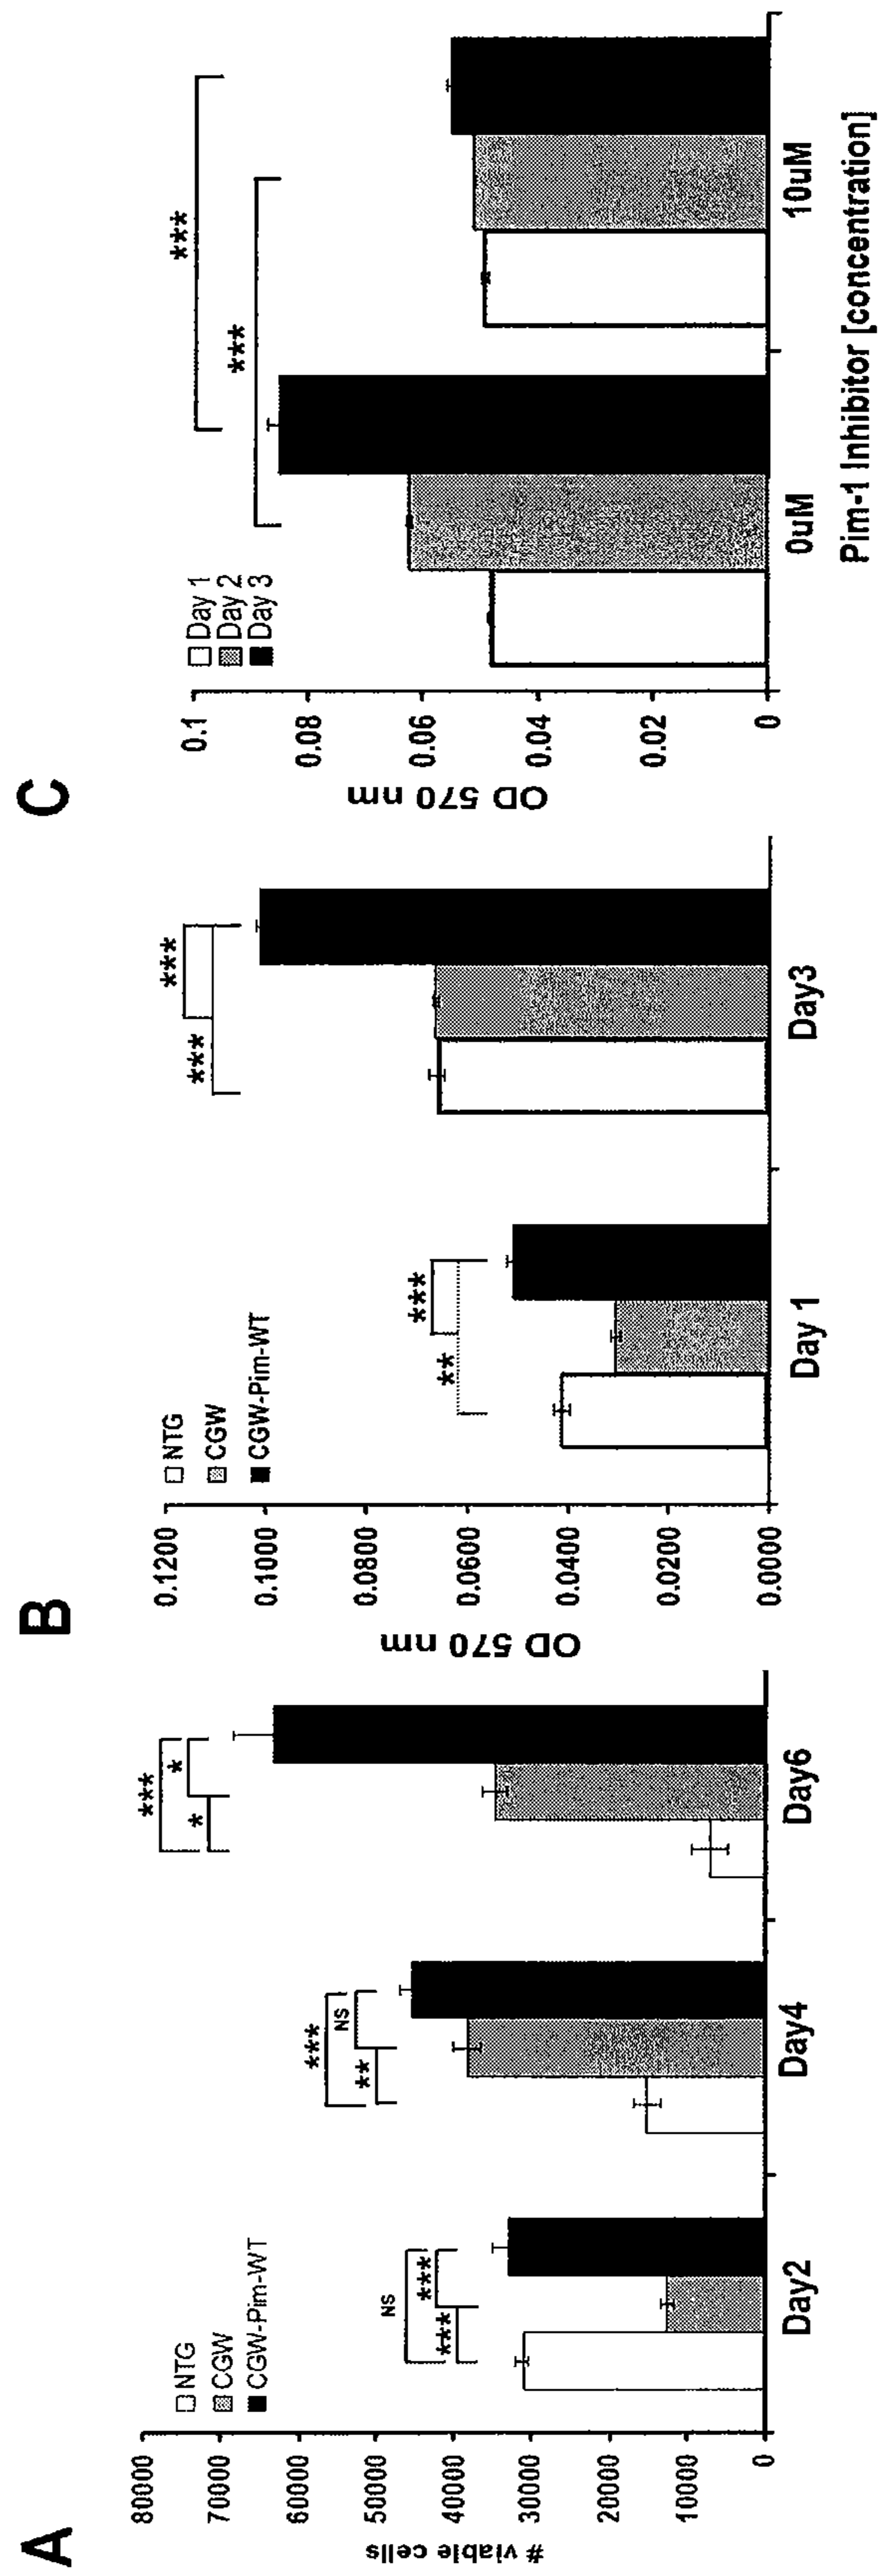 A
# viable cells
80000
70000
60000
50000
40000
30000
20000
10000
0
NTG
CGW
CGW-Pim-WT
NS
***
***
***
NS
**
***
*
*
Day2
Day4
Day6
B
OD 570 nm
0.1200
0.1000
0.0800
0.0600
0.0400
0.0200
0.0000
NTG
CGW
CGW-Pim-WT
***
**
***
***
Day 1
Day3
C
OD 570 nm
0.1
0.08
0.06
0.04
0.02
0
Day 1
Day 2
Day 3
***
***
0uM
10uM
Pim-1 Inhibitor [concentration]